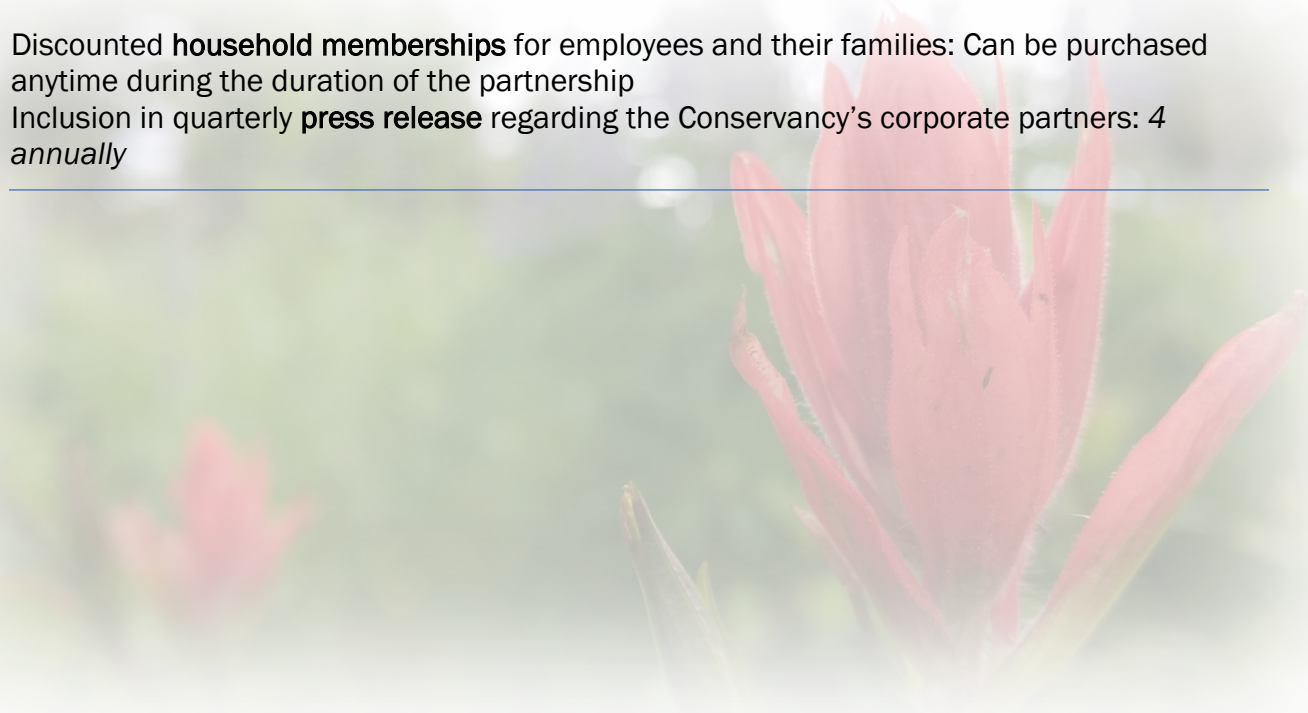 Discounted household memberships for employees and their families: Can be purchased
anytime during the duration of the partnership
Inclusion in quarterly press release regarding the Conservancy’s corporate partners: 4
annually